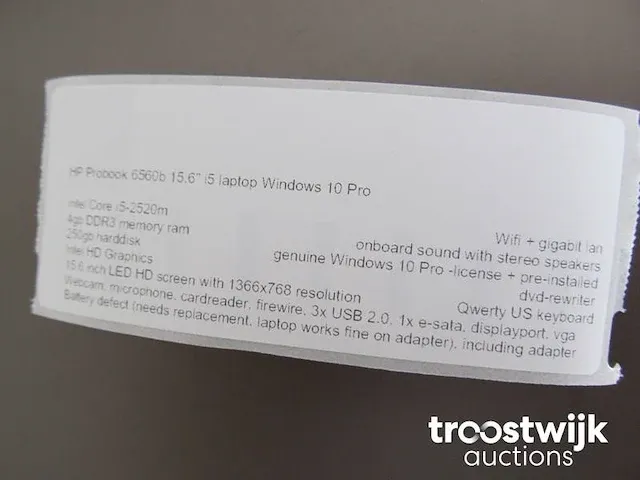 HP Probook 6560b 15.6" i5 laptop Windows 10 Pro
Intel Core i5-2520m
4gb DDR3 memory ram
250gb harddisk
Intel HD Graphics
15.6 inch LED HD screen with 1366x768 resolution
Wifi + gigabit lan
onboard sound with stereo speakers
genuine Windows 10 Pro -license + pre-installed
dvd-rewriter
Qwerty US keyboard
Webcam, microphone, cardreader, firewire, 3x USB 2.0, 1x e-sata, displayport, vga
Battery defect (needs replacement, laptop works fine on adapter), including adapter
troostwijk
auctions